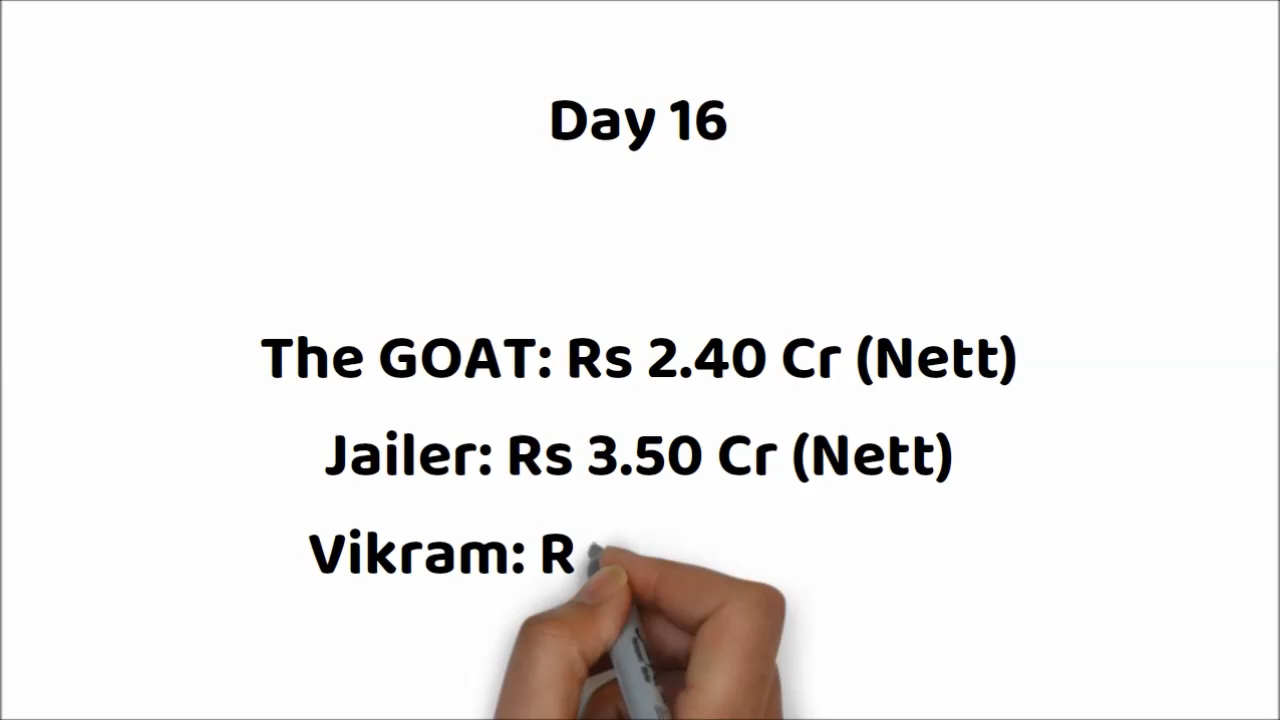 Day 16
The GOAT: Rs 2.40 Cr (Nett)
Jailer: Rs 3.50 Cr (Nett)
Vikram: R